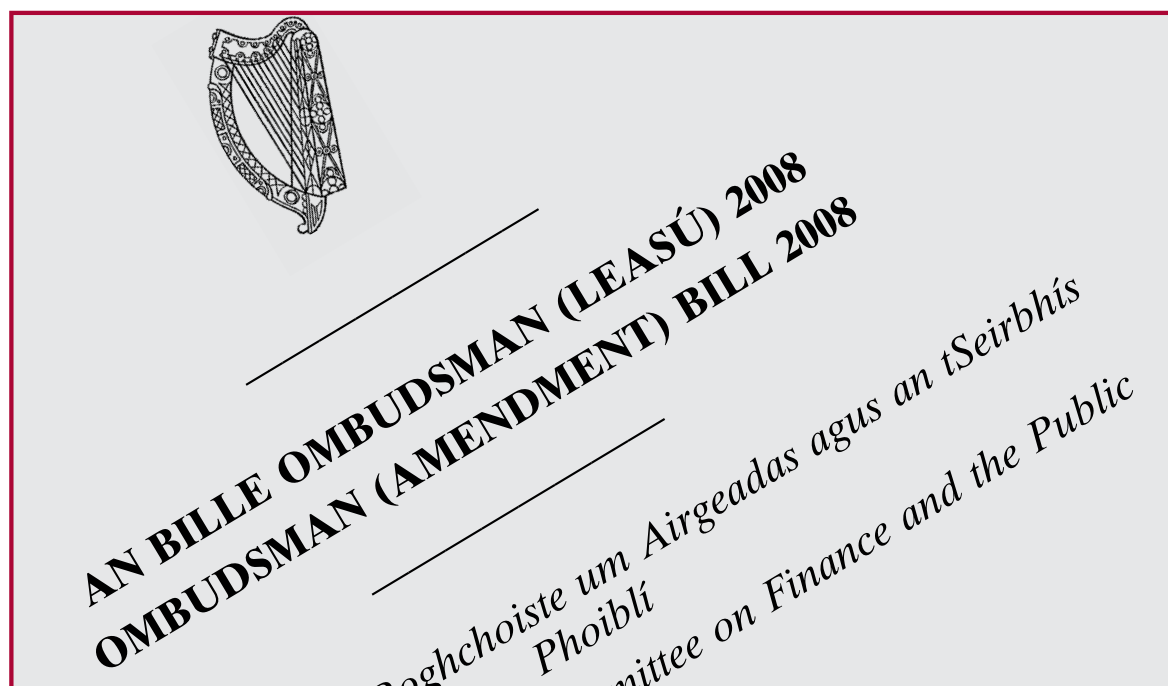 AN BILLE OMBUDSMAN (LEASÚ) 2008
OMBUDSMAN (AMENDMENT) BILL 2008
um Airgeadas agus an tSeirbhís
Phoiblí
on Finance and the Public